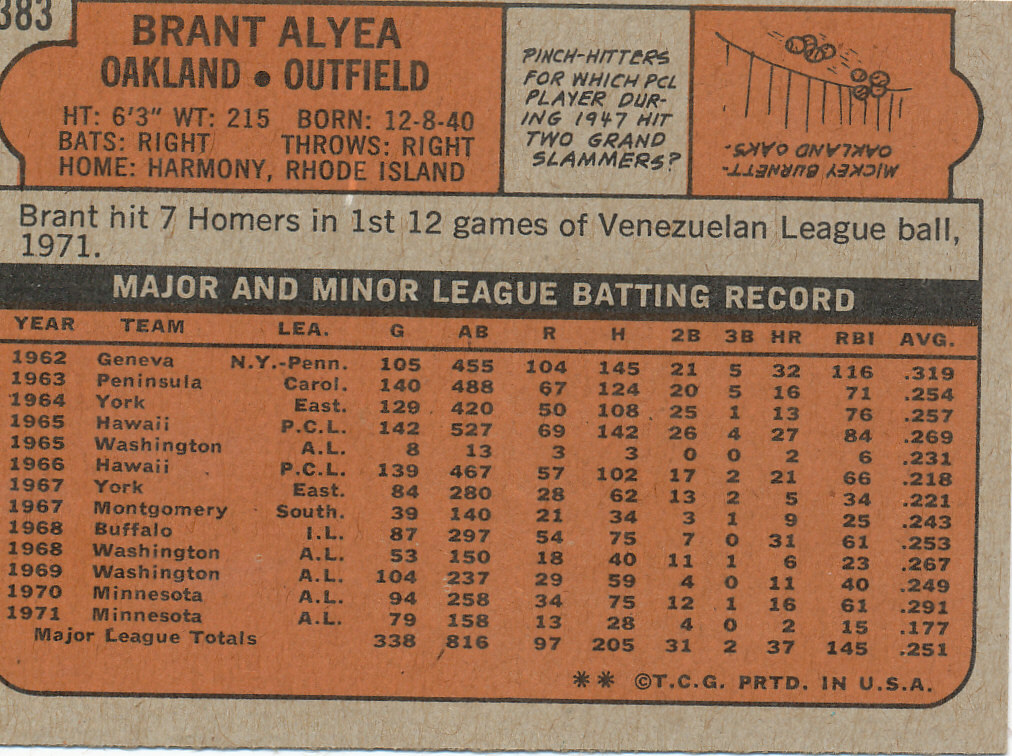 383
BRANT ALYEA
OAKLAND • OUTFIELD
HT: 6'3" WT: 215 BORN: 12-8-40
BATS: RIGHT THROWS: RIGHT
HOME: HARMONY, RHODE ISLAND
PINCH-HITTERS
FOR WHICH PCL
PLAYER DUR-
ING 1947 HIT
TWO GRAND
SLAMMERS?
MICKEY BURNETT-
OAKLAND OAKS.
Brant hit 7 Homers in 1st 12 games of Venezuelan League ball,
1971.
MAJOR AND MINOR LEAGUE BATTING RECORD
YEAR TEAM LEA. G AB R H 2B 3B HR RBI AVG.
1962 Geneva N.Y.-Penn. 105 455 104 145 21 5 32 116 .319
1963 Peninsula Carol. 140 488 67 124 20 5 16 71 .254
1964 York East. 129 420 50 108 25 1 13 76 .257
1965 Hawaii P.C.L. 142 527 69 142 26 4 27 84 .269
1965 Washington A.L. 8 13 3 3 0 0 2 6 .231
1966 Hawaii P.C.L. 139 467 57 102 17 2 21 66 .218
1967 York East. 84 280 28 62 13 2 5 34 .221
1967 Montgomery South. 39 140 21 34 3 1 9 25 .243
1968 Buffalo I.L. 87 297 54 75 7 0 31 61 .253
1968 Washington A.L. 53 150 18 40 11 1 6 23 .267
1969 Washington A.L. 104 237 29 59 4 0 11 40 .249
1970 Minnesota A.L. 94 258 34 75 12 1 16 61 .291
1971 Minnesota A.L. 79 158 13 28 4 0 2 15 .177
Major League Totals 338 816 97 205 31 2 37 145 .251
** ©T.C.G. PRTD. IN U.S.A.